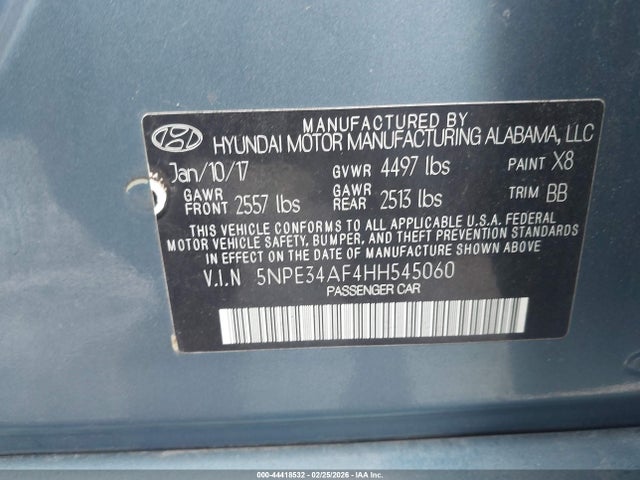 MANUFACTURED BY
HYUNDAI MOTOR MANUFACTURING ALABAMA, LLC
Jan/10/17 GVWR 4497 lbs PAINT X8
GAWR FRONT 2557 lbs GAWR REAR 2513 lbs TRIM BB
THIS VEHICLE CONFORMS TO ALL APPLICABLE U.S.A. FEDERAL
MOTOR VEHICLE SAFETY, BUMPER, AND THEFT PREVENTION STANDARDS
IN EFFECT ON THE DATE OF MANUFACTURE SHOWN ABOVE.
V.I.N 5NPE34AF4HH545060
PASSENGER CAR
000-44418532 - 02/25/2026 - IAA Inc.